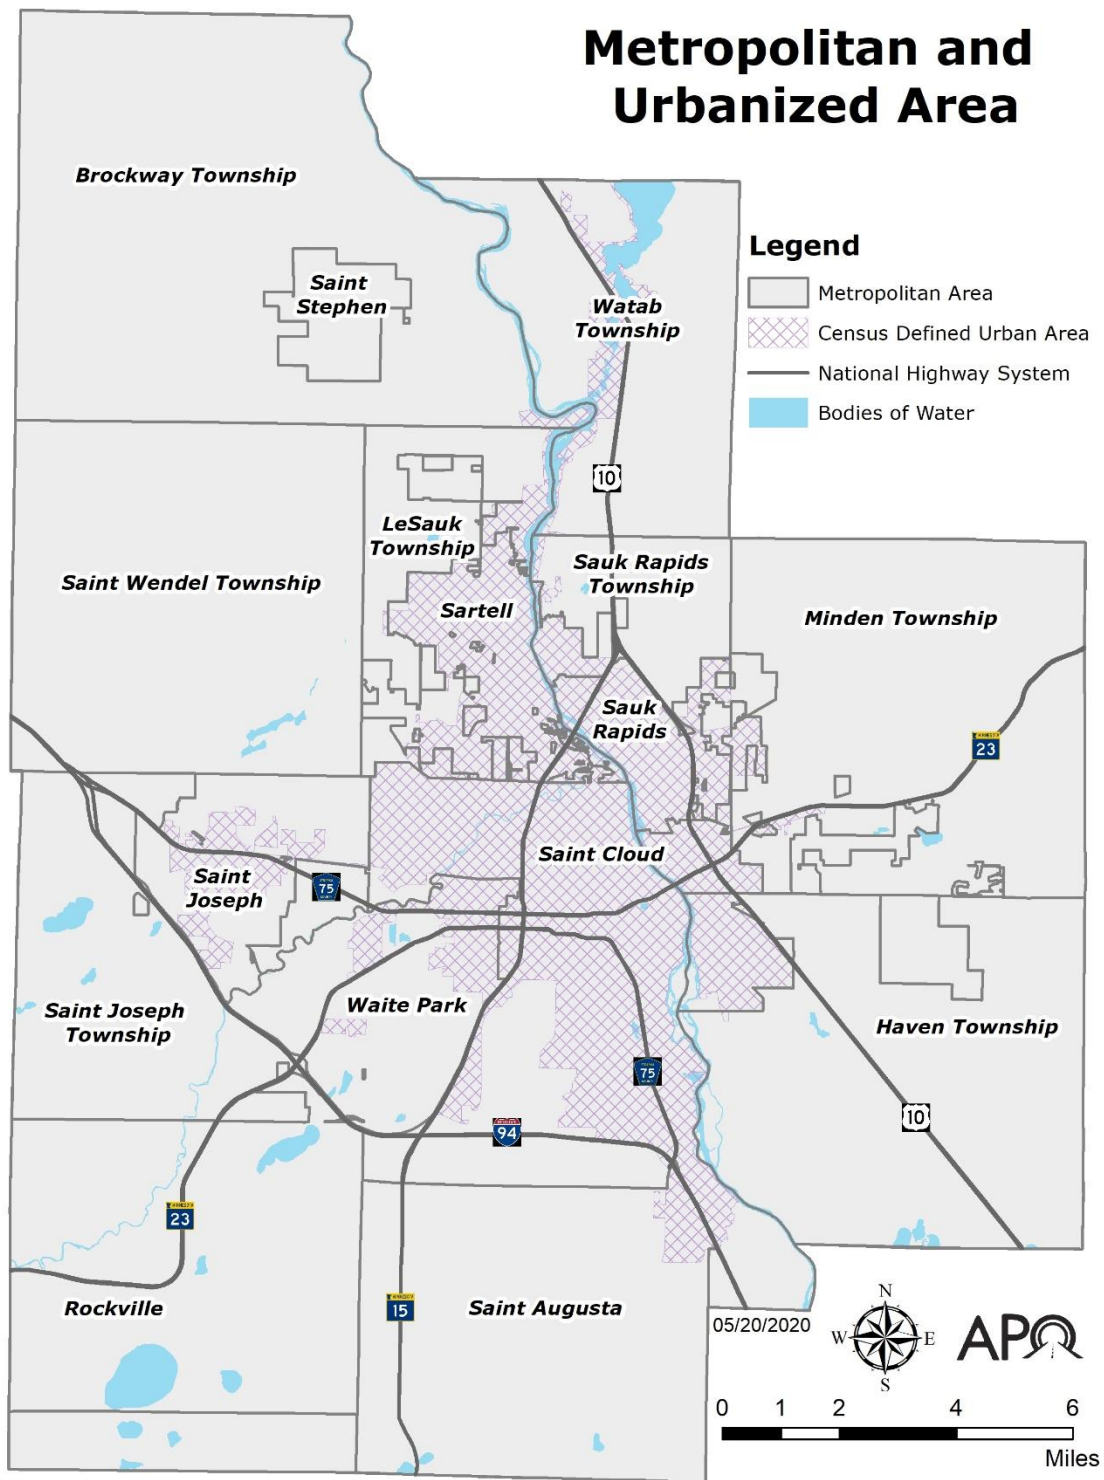 Metropolitan and
Urbanized Area
Brockway Township
Saint
Stephen
Watab
Township
Legend
Metropolitan Area
Census Defined Urban Area
National Highway System
Bodies of Water
10
LeSauk
Township
Saint Wendel Township
Sartell
Sauk Rapids
Township
Minden Township
Sauk
Rapids
23
Saint Cloud
Saint
Joseph
75
Saint Joseph
Township
Waite Park
Haven Township
75
10
94
23
Rockville
15
Saint Augusta
05/20/2020
N
W
E
S
APO
0 1 2 4 6
Miles